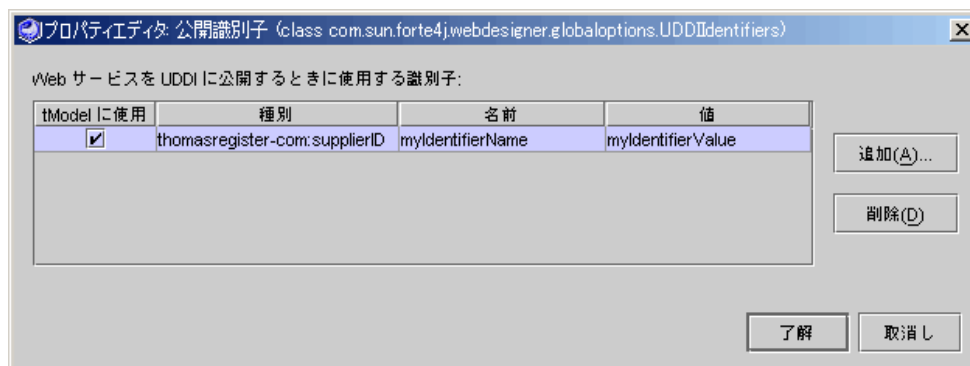 プロパティエディタ: 公開識別子 (class com.sun.forte4j.webdesigner.globaloptions.UDDIIdentifiers)
Web サービスを UDDI に公開するときに使用する識別子:
tModel に使用 種別 名前 値
thomasregister-com:supplierID myIdentifierName myIdentifierValue
追加(A)...
削除(D)
了解 取消し